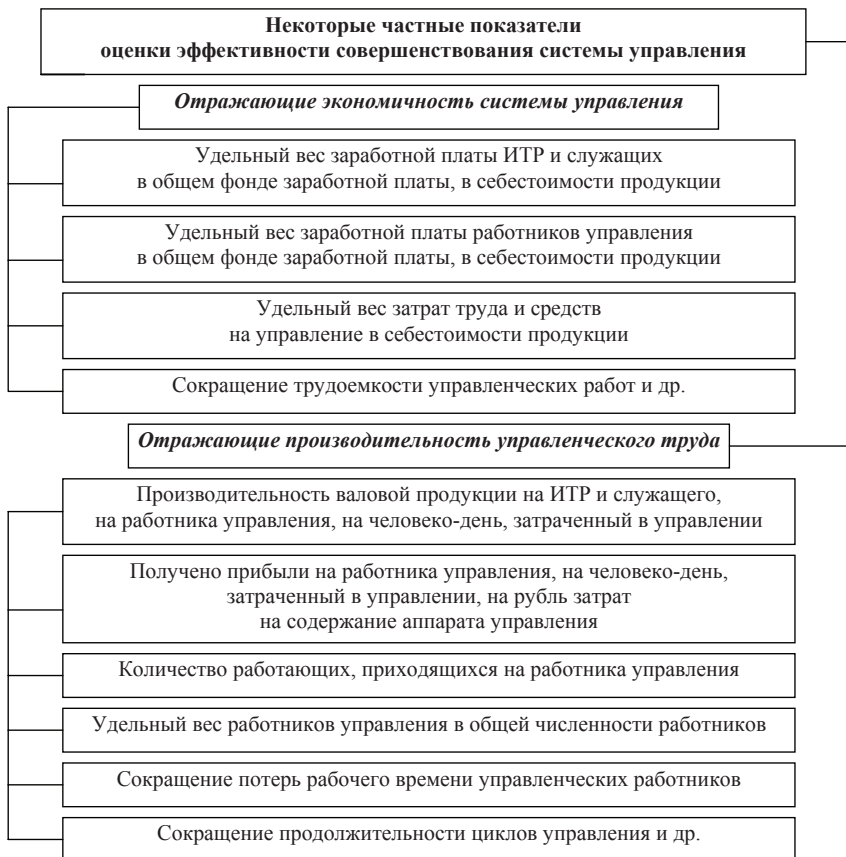 Некоторые частные показатели
оценки эффективности совершенствования системы управления
Отражающие экономичность системы управления
Удельный вес заработной платы ИТР и служащих
в общем фонде заработной платы, в себестоимости продукции
Удельный вес заработной платы работников управления
в общем фонде заработной платы, в себестоимости продукции
Удельный вес затрат труда и средств
на управление в себестоимости продукции
Сокращение трудоемкости управленческих работ и др.
Отражающие производительность управленческого труда
Производительность валовой продукции на ИТР и служащего,
на работника управления, на человеко-день, затраченный в управлении
Получено прибыли на работника управления, на человеко-день,
затраченный в управлении, на рубль затрат
на содержание аппарата управления
Количество работающих, приходящихся на работника управления
Удельный вес работников управления в общей численности работников
Сокращение потерь рабочего времени управленческих работников
Сокращение продолжительности циклов управления и др.